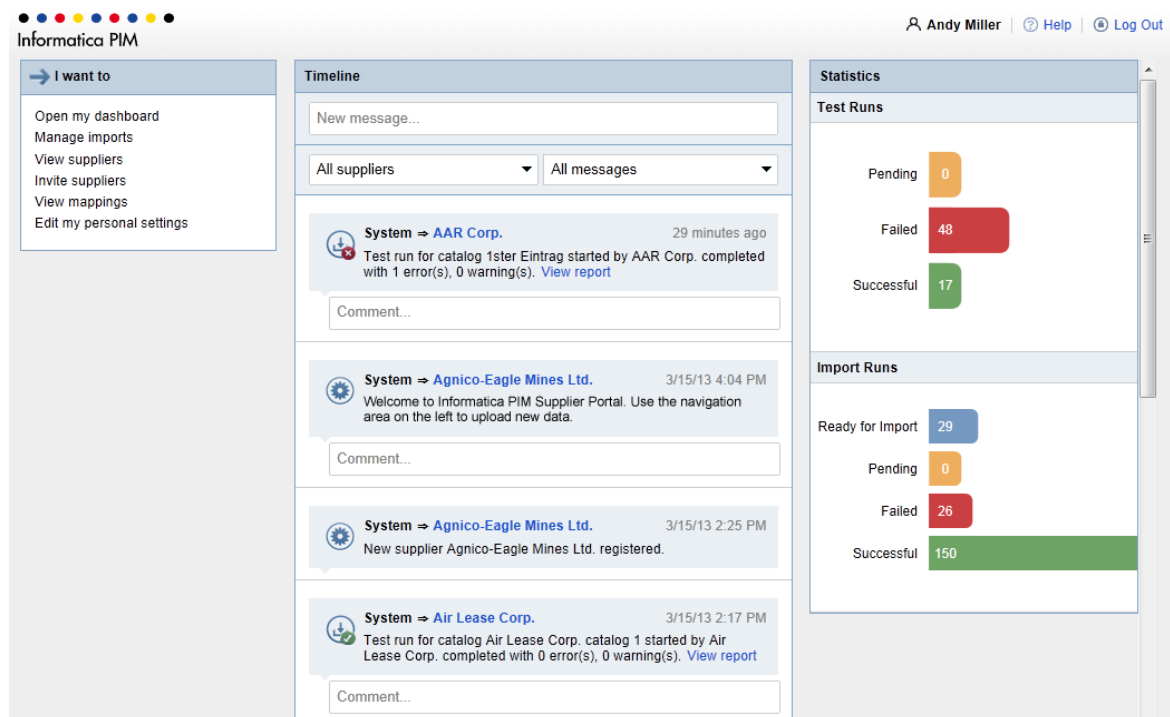 Informatica PIM
Andy Miller
Help
Log Out
I want to
Open my dashboard
Manage imports
View suppliers
Invite suppliers
View mappings
Edit my personal settings
Timeline
New message...
All suppliers
All messages
System ⇒ AAR Corp.
29 minutes ago
Test run for catalog 1ster Eintrag started by AAR Corp. completed
with 1 error(s), 0 warning(s). View report
Comment...
System ⇒ Agnico-Eagle Mines Ltd.
3/15/13 4:04 PM
Welcome to Informatica PIM Supplier Portal. Use the navigation
area on the left to upload new data.
Comment...
System ⇒ Agnico-Eagle Mines Ltd.
3/15/13 2:25 PM
New supplier Agnico-Eagle Mines Ltd. registered.
System ⇒ Air Lease Corp.
3/15/13 2:17 PM
Test run for catalog Air Lease Corp. catalog 1 started by Air
Lease Corp. completed with 0 error(s), 0 warning(s). View report
Comment...
Statistics
Test Runs
Pending 0
Failed 48
Successful 17
Import Runs
Ready for Import 29
Pending 0
Failed 26
Successful 150